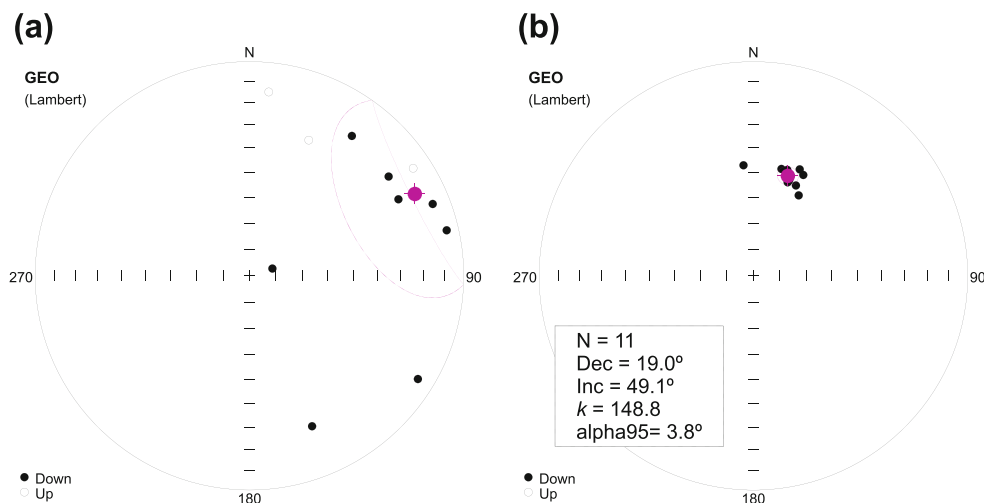 (a)
N
GEO
(Lambert)
270
90
180
Down
Up
(b)
N
GEO
(Lambert)
270
90
N = 11
Dec = 19.0º
Inc = 49.1º
k = 148.8
alpha95= 3.8º
180
Down
Up